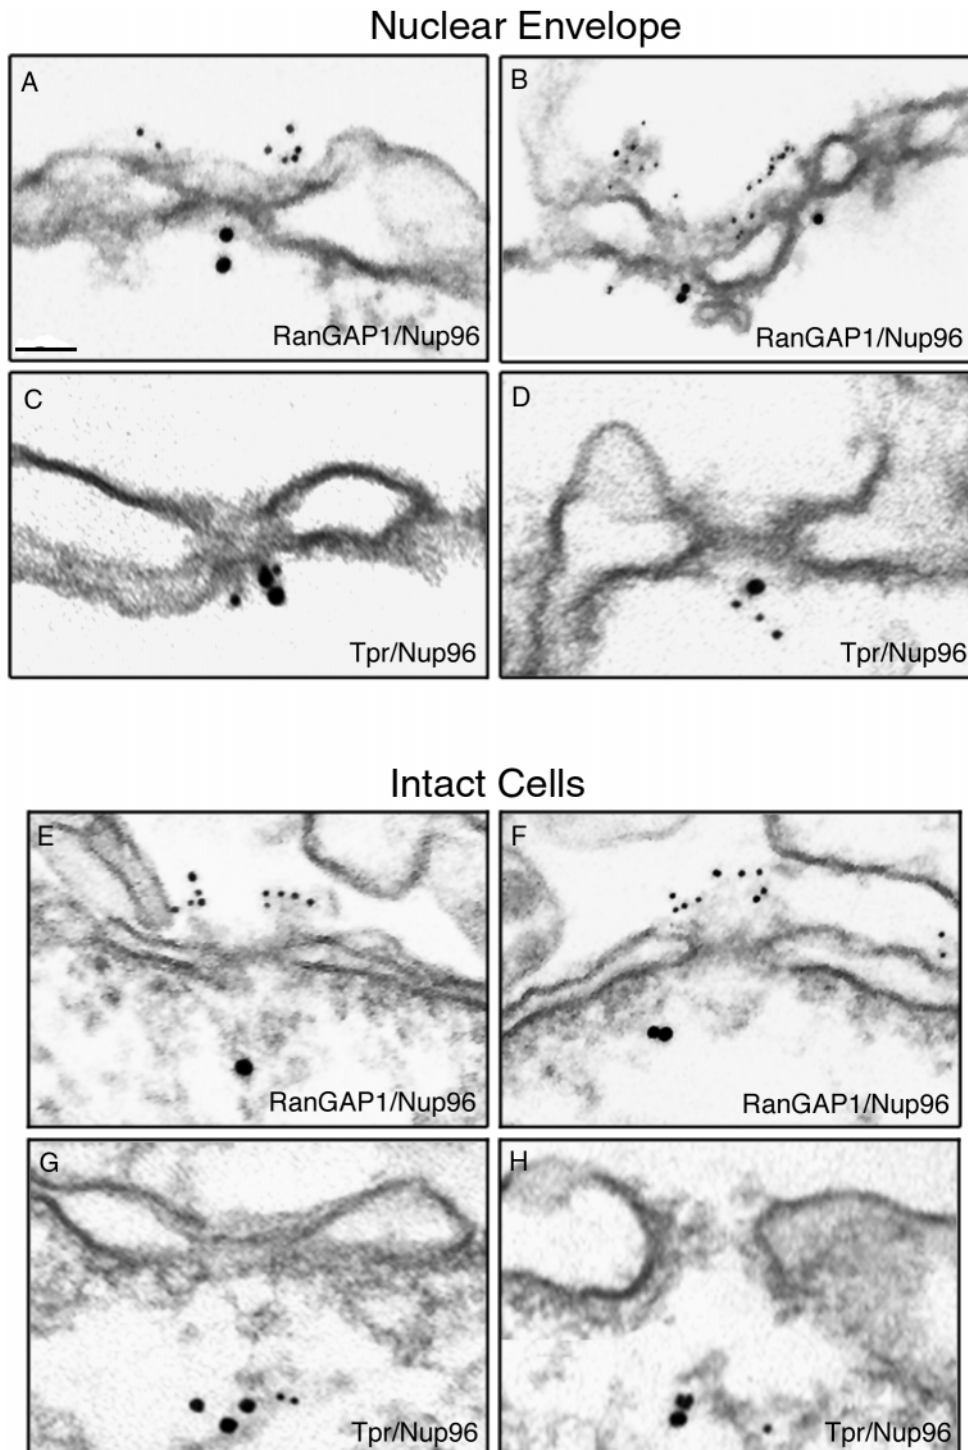 Nuclear Envelope
A
B
RanGAP1/Nup96
RanGAP1/Nup96
C
D
Tpr/Nup96
Tpr/Nup96
Intact Cells
E
F
RanGAP1/Nup96
RanGAP1/Nup96
G
H
Tpr/Nup96
Tpr/Nup96